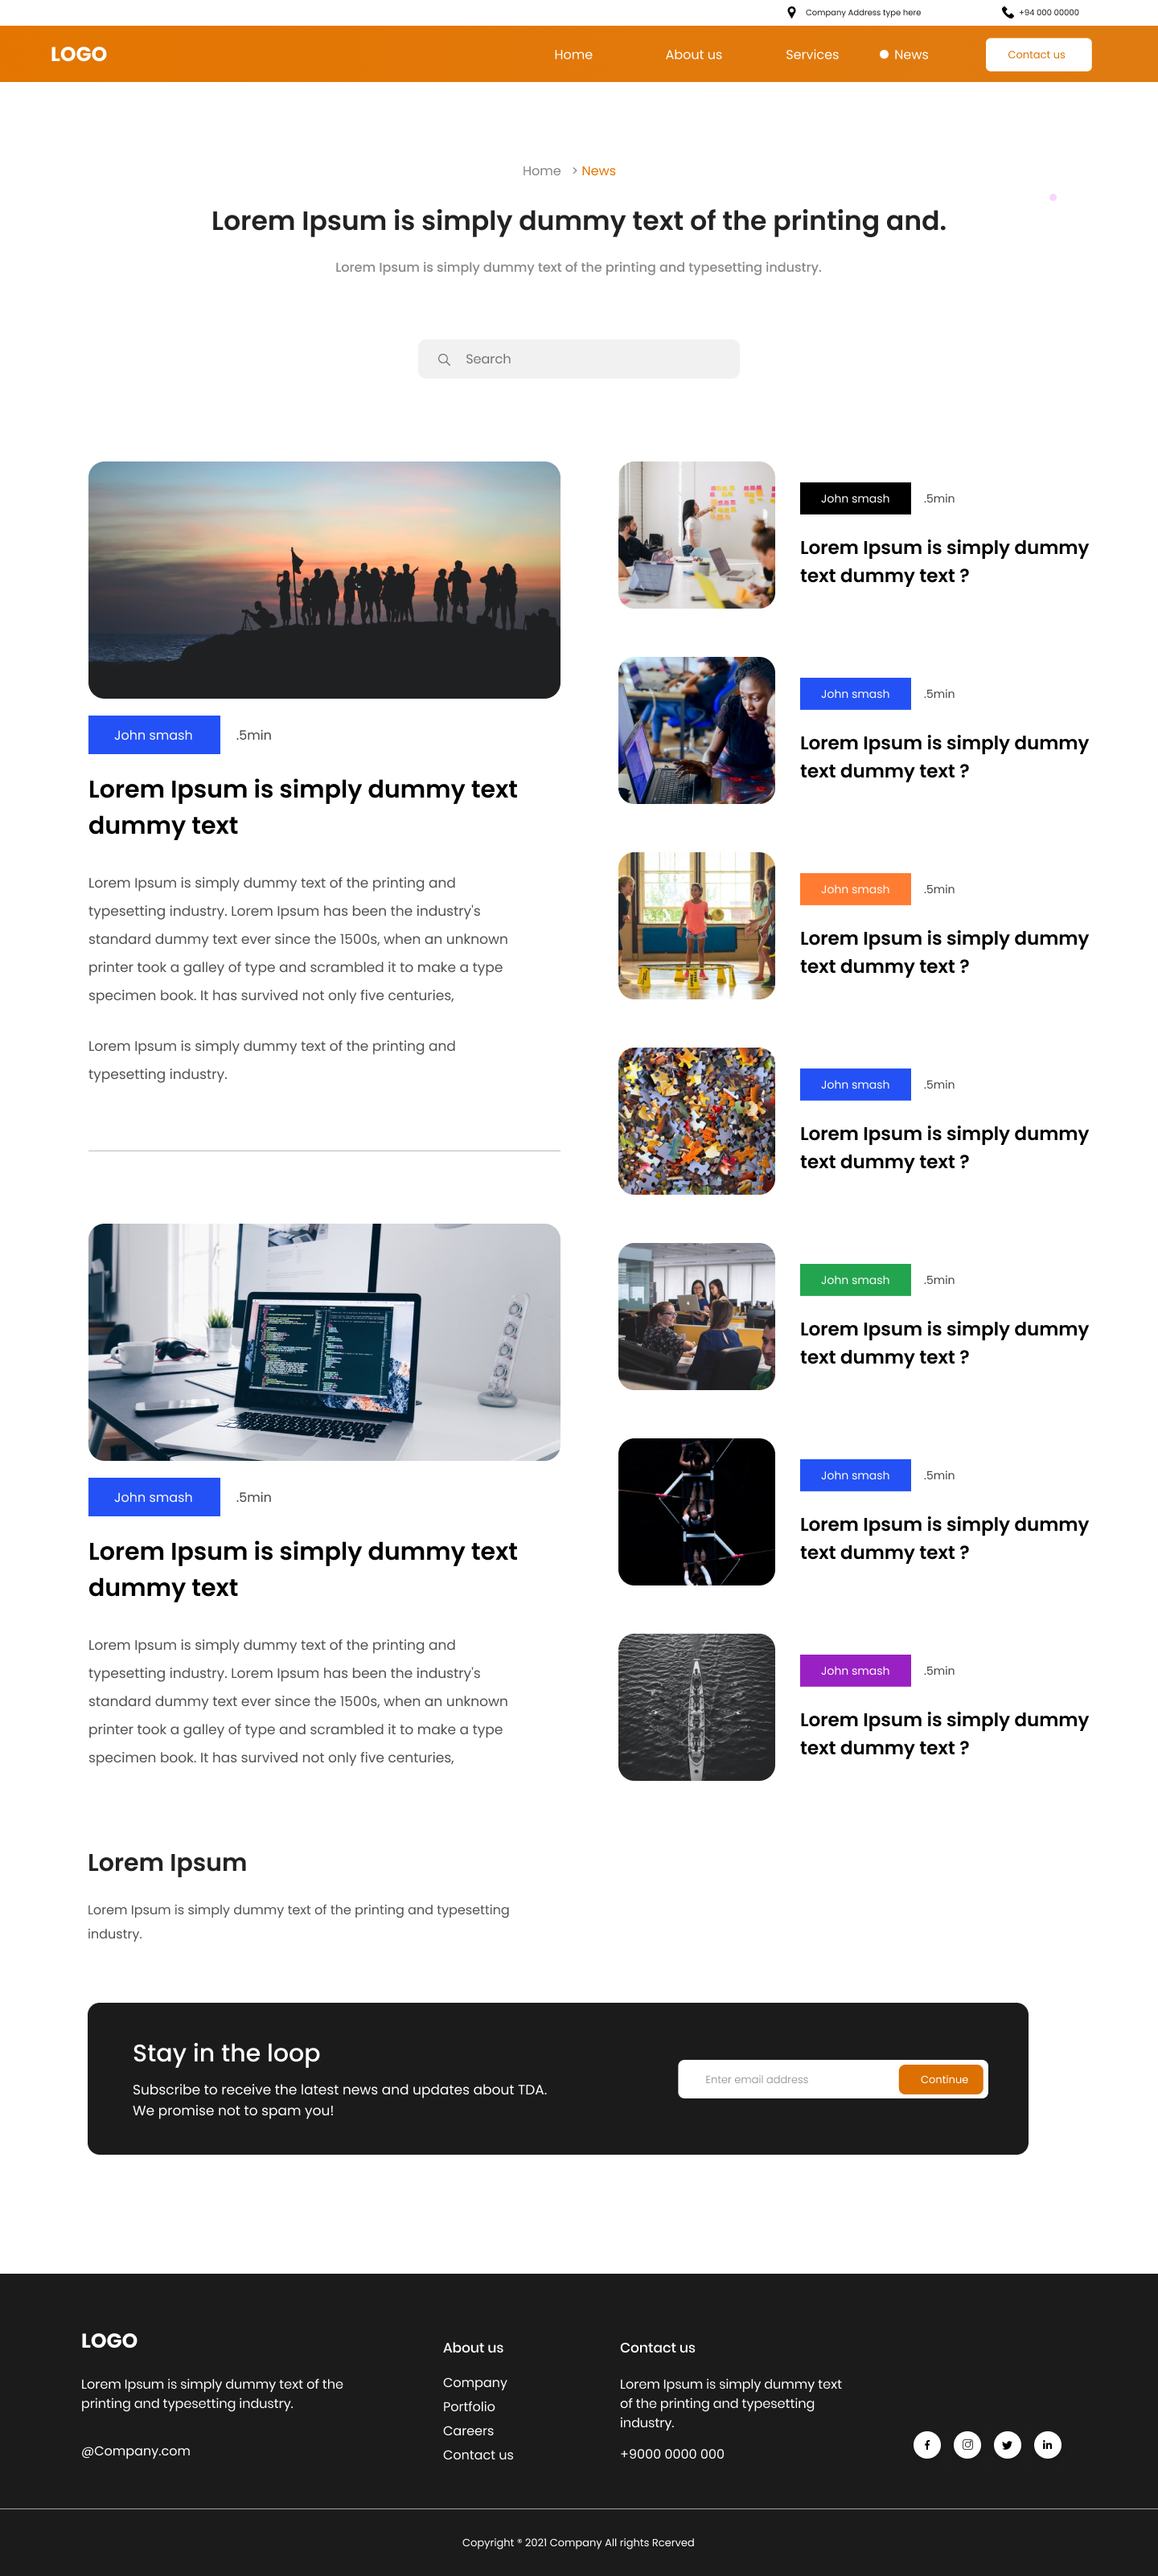 Company Address type here
+94 000 00000
LOGO
Home
About us
Services
News
Contact us
Home > News
Lorem Ipsum is simply dummy text of the printing and.
Lorem Ipsum is simply dummy text of the printing and typesetting industry.
Search
John smash .5min
Lorem Ipsum is simply dummy text
dummy text
Lorem Ipsum is simply dummy text of the printing and
typesetting industry. Lorem Ipsum has been the industry's
standard dummy text ever since the 1500s, when an unknown
printer took a galley of type and scrambled it to make a type
specimen book. It has survived not only five centuries,
Lorem Ipsum is simply dummy text of the printing and
typesetting industry.
John smash .5min
Lorem Ipsum is simply dummy text
dummy text
Lorem Ipsum is simply dummy text of the printing and
typesetting industry. Lorem Ipsum has been the industry's
standard dummy text ever since the 1500s, when an unknown
printer took a galley of type and scrambled it to make a type
specimen book. It has survived not only five centuries,
John smash .5min
Lorem Ipsum is simply dummy
text dummy text ?
John smash .5min
Lorem Ipsum is simply dummy
text dummy text ?
John smash .5min
Lorem Ipsum is simply dummy
text dummy text ?
John smash .5min
Lorem Ipsum is simply dummy
text dummy text ?
John smash .5min
Lorem Ipsum is simply dummy
text dummy text ?
John smash .5min
Lorem Ipsum is simply dummy
text dummy text ?
John smash .5min
Lorem Ipsum is simply dummy
text dummy text ?
Lorem Ipsum
Lorem Ipsum is simply dummy text of the printing and typesetting
industry.
Stay in the loop
Subscribe to receive the latest news and updates about TDA.
We promise not to spam you!
Enter email address
Continue
LOGO
Lorem Ipsum is simply dummy text of the
printing and typesetting industry.
@Company.com
About us
Company
Portfolio
Careers
Contact us
Contact us
Lorem Ipsum is simply dummy text
of the printing and typesetting
industry.
+9000 0000 000
Copyright ® 2021 Company All rights Rcerved